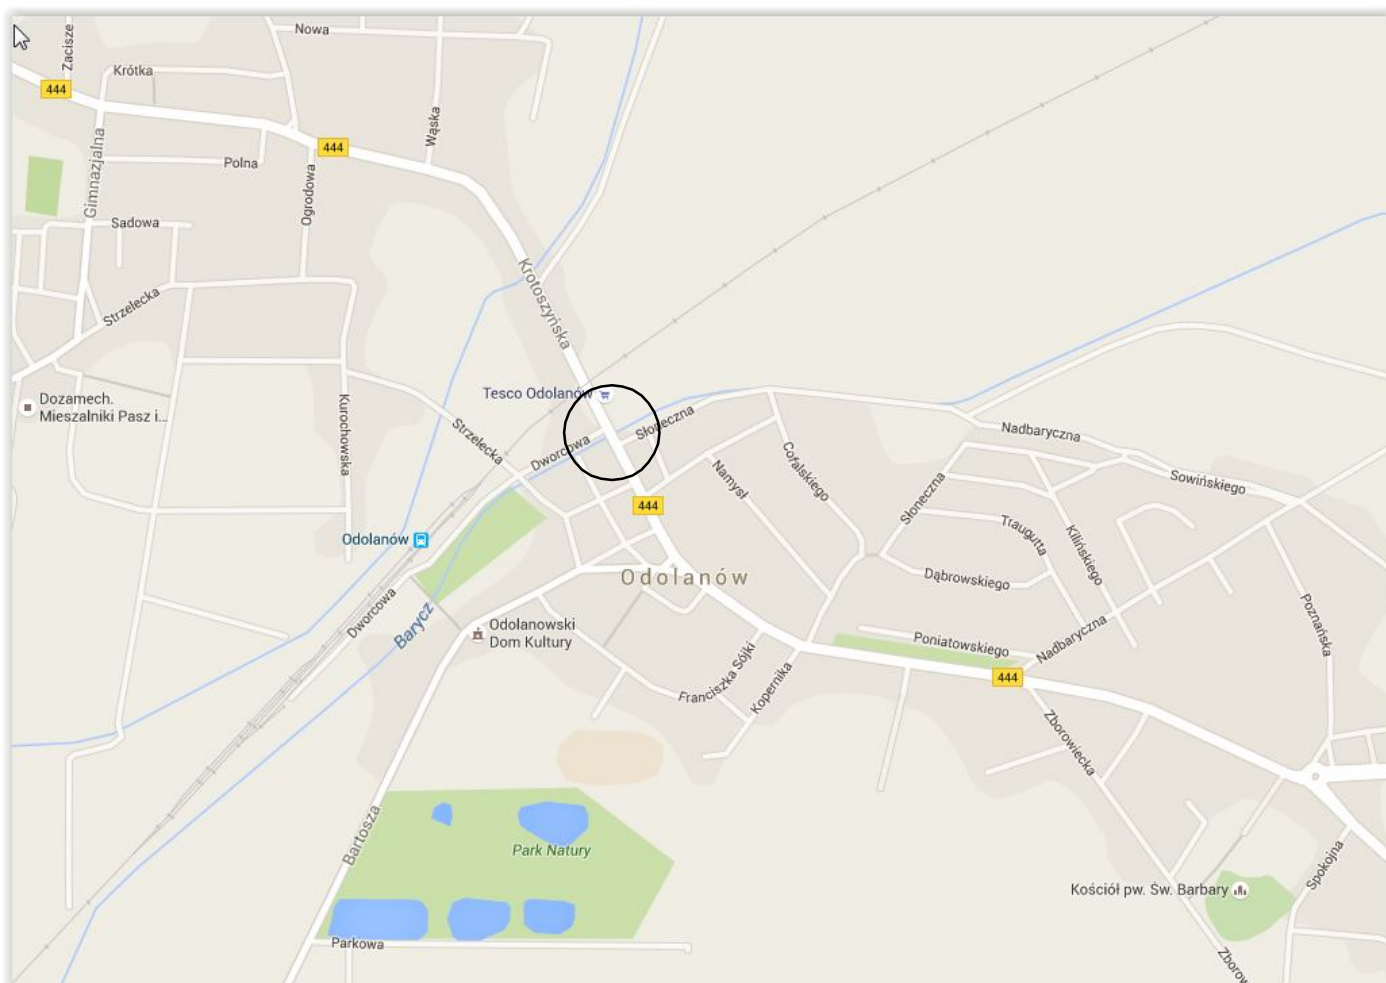 Nowa
Zacisze
Krótka
444
Wąska
444
Gimnazjalna
Polna
Ogrodowa
Sadowa
Krotoszyńska
Strzelecka
Tesco Odolanów
Dozamech.
Mieszalniki Pasz i...
Kurochowska
Strzelecka
Dworcowa
Słoneczna
Cofalskiego
Nadbaryczna
Namysł
Słoneczna
Sowińskiego
444
Traugutta
Kilińskiego
Odolanów
Odolanów
Dąbrowskiego
Dworcowa
Barycz
Odolanowski
Dom Kultury
Poniatowskiego
Nadbaryczna
Poznańska
Franciszka Sójki
Kopernika
444
Zborowiecka
Bartosza
Park Natury
Kościół pw. Św. Barbary
Spokojna
Parkowa
Zborow